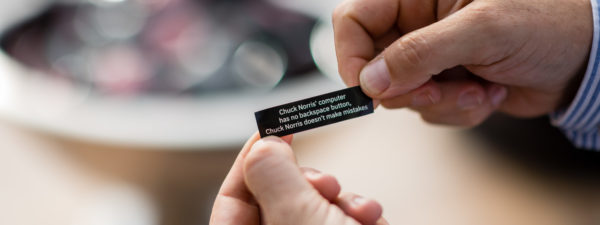 Chuck Norris' computer
has no backspace button,
Chuck Norris doesn't make mistakes